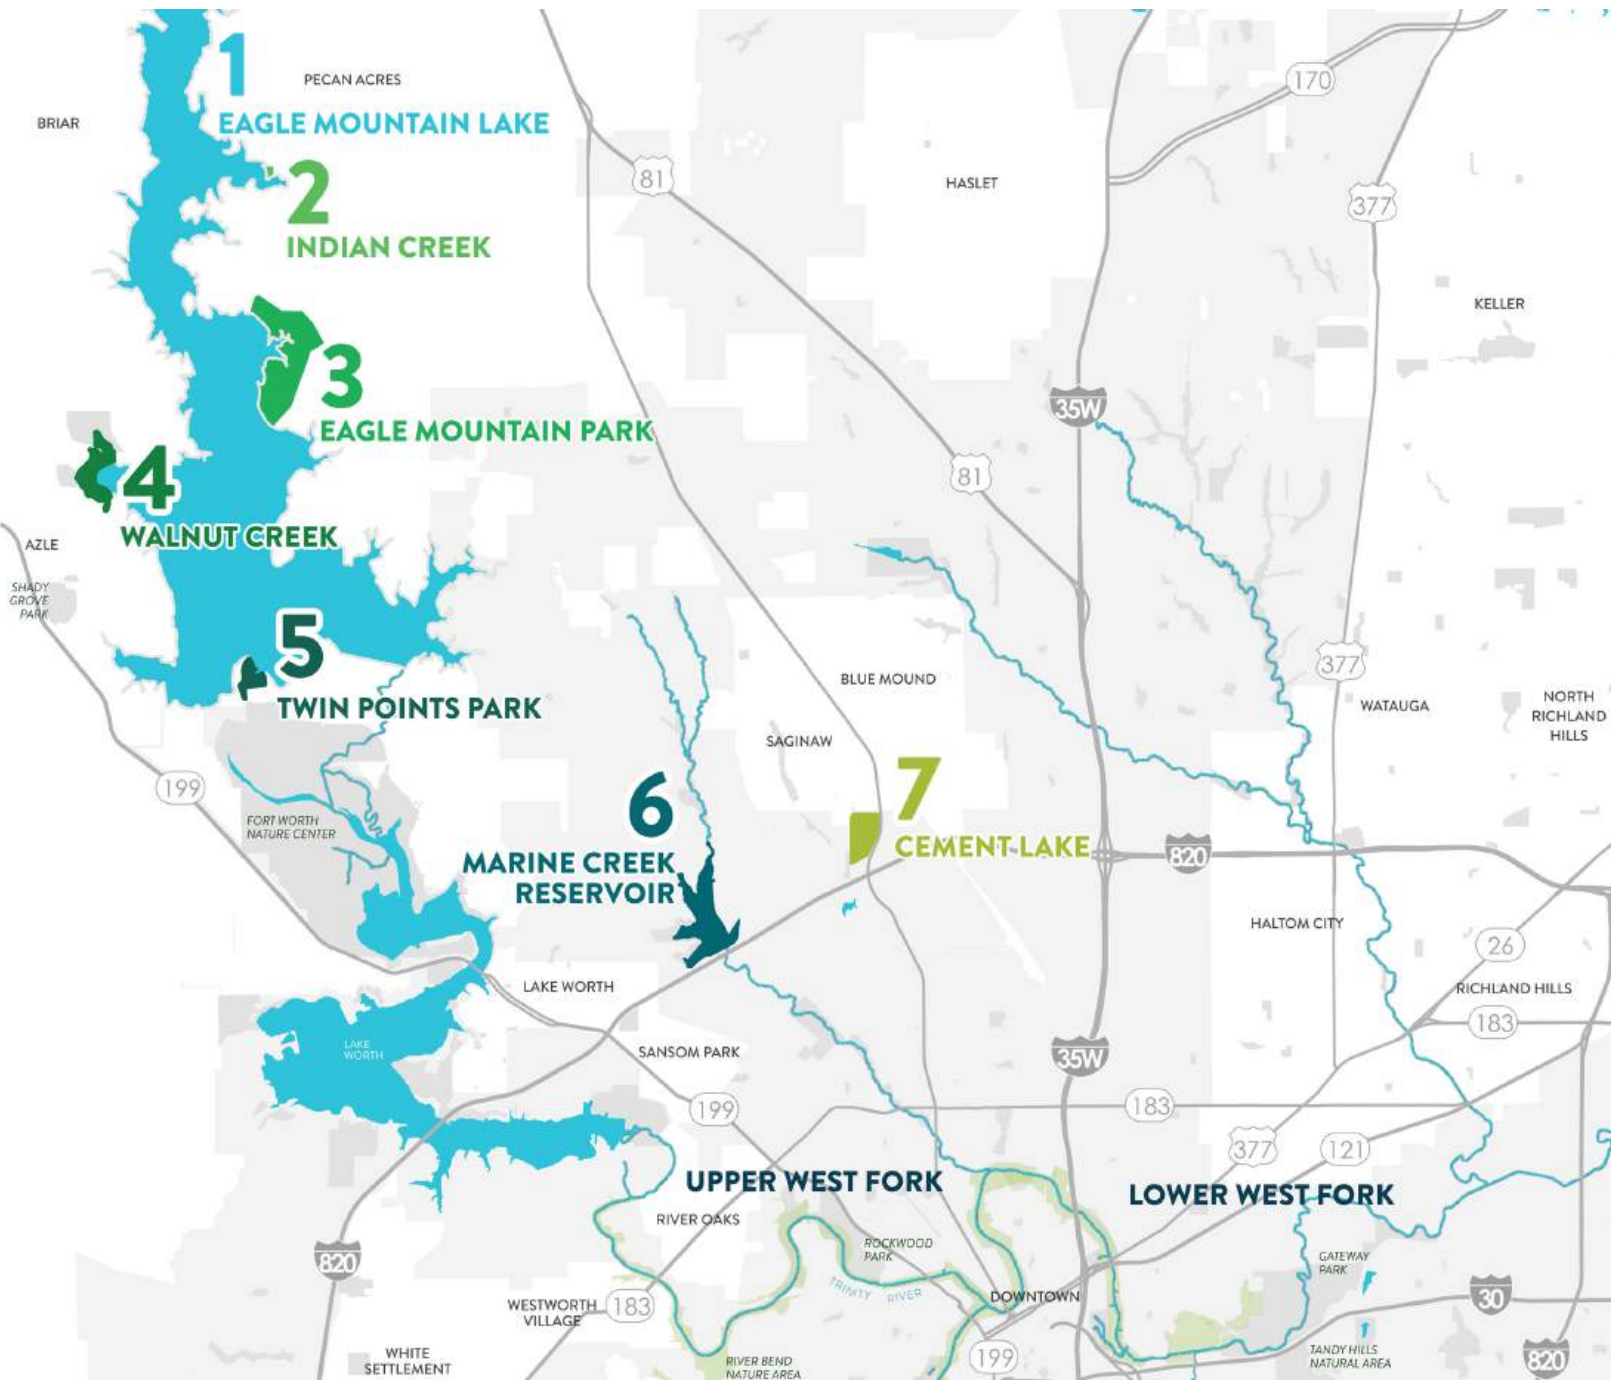 1
PECAN ACRES
BRIAR
EAGLE MOUNTAIN LAKE
170
2
81
HASLET
377
INDIAN CREEK
KELLER
3
35W
EAGLE MOUNTAIN PARK
4
81
WALNUT CREEK
AZLE
SHADY
GROVE
PARK
5
377
BLUE MOUND
TWIN POINTS PARK
WATAUGA
NORTH
RICHLAND
HILLS
SAGINAW
199
6
7
FORT WORTH
NATURE CENTER
CEMENT LAKE
820
MARINE CREEK
RESERVOIR
HALTOM CITY
26
LAKE WORTH
RICHLAND HILLS
183
LAKE
WORTH
SANSOM PARK
35W
199
183
377
121
UPPER WEST FORK
LOWER WEST FORK
RIVER OAKS
ROCKWOOD
PARK
820
GATEWAY
PARK
TRINITY RIVER
DOWNTOWN
30
WESTWORTH
VILLAGE
183
WHITE
SETTLEMENT
RIVER BEND
NATURE AREA
199
TANDY HILLS
NATURAL AREA
820